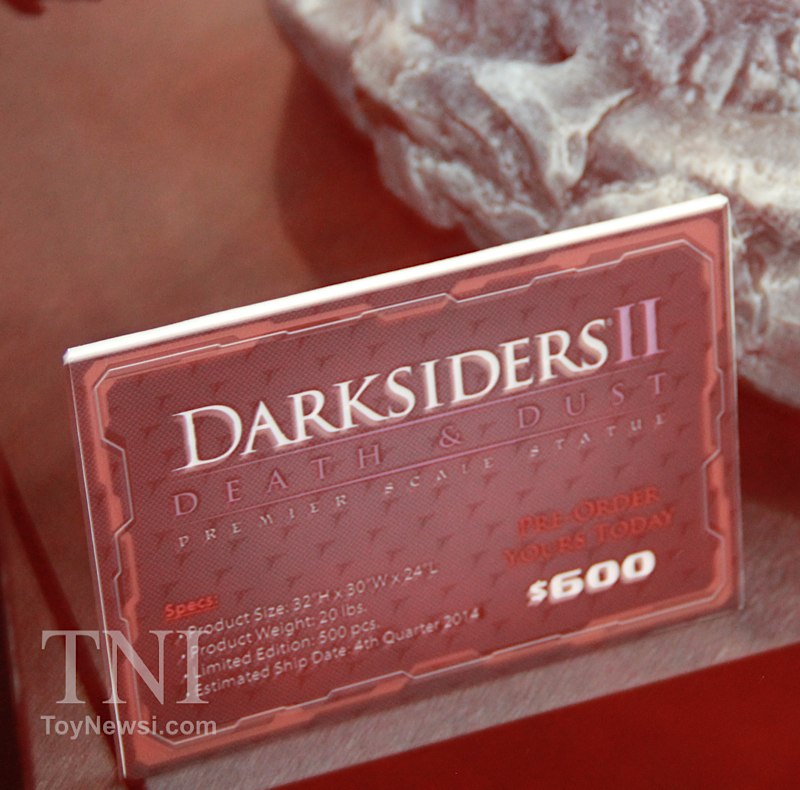 DARKSIDERS® II
DEATH & DUST
PREMIER SCALE STATUE
PRE-ORDER
YOURS TODAY
$600
Specs:
• Product Size: 32"H x 30"W x 24"L
• Product Weight: 20 lbs.
• Limited Edition: 500 pcs.
• Estimated Ship Date: 4th Quarter 2014
TNI
ToyNewsi.com